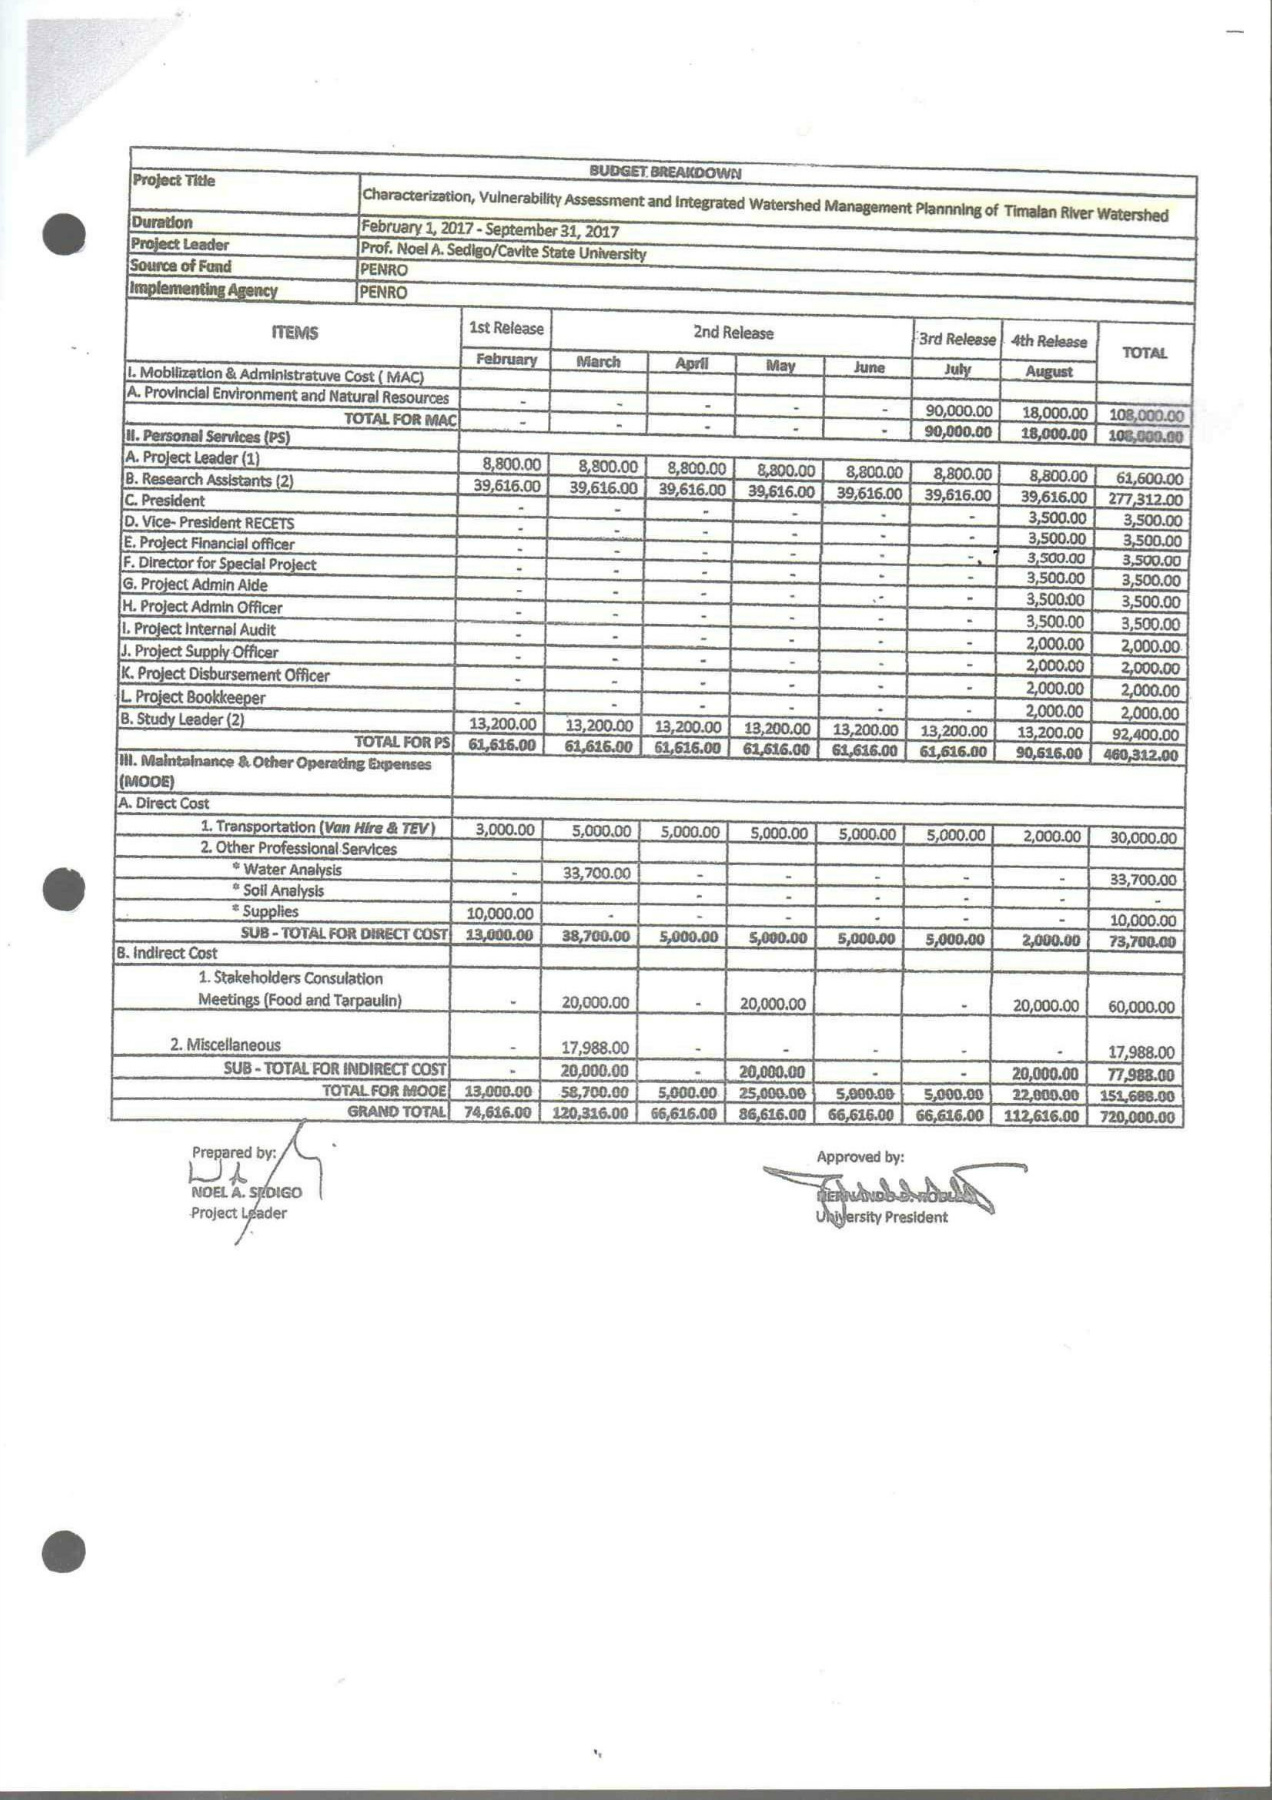 BUDGET BREAKDOWN
Project Title Characterization, Vulnerability Assessment and Integrated Watershed Management Plannning of Timalan River Watershed
Duration February 1, 2017 - September 31, 2017
Project Leader Prof. Noel A. Sedigo/Cavite State University
Source of Fund PENRO
Implementing Agency PENRO
ITEMS 1st Release 2nd Release 3rd Release 4th Release TOTAL
February March April May June July August
I. Mobilization & Administratuve Cost ( MAC)
A. Provincial Environment and Natural Resources - - - - - 90,000.00 18,000.00 108,000.00
TOTAL FOR MAC - - - - - 90,000.00 18,000.00 108,000.00
II. Personal Services (PS)
A. Project Leader (1) 8,800.00 8,800.00 8,800.00 8,800.00 8,800.00 8,800.00 8,800.00 61,600.00
B. Research Assistants (2) 39,616.00 39,616.00 39,616.00 39,616.00 39,616.00 39,616.00 39,616.00 277,312.00
C. President - - - - - - 3,500.00 3,500.00
D. Vice- President RECETS - - - - - - 3,500.00 3,500.00
E. Project Financial officer - - - - - - 3,500.00 3,500.00
F. Director for Special Project - - - - - - 3,500.00 3,500.00
G. Project Admin Aide - - - - - - 3,500.00 3,500.00
H. Project Admin Officer - - - - - - 3,500.00 3,500.00
I. Project Internal Audit - - - - - - 2,000.00 2,000.00
J. Project Supply Officer - - - - - - 2,000.00 2,000.00
K. Project Disbursement Officer - - - - - - 2,000.00 2,000.00
L. Project Bookkeeper - - - - - - 2,000.00 2,000.00
B. Study Leader (2) 13,200.00 13,200.00 13,200.00 13,200.00 13,200.00 13,200.00 13,200.00 92,400.00
TOTAL FOR PS 61,616.00 61,616.00 61,616.00 61,616.00 61,616.00 61,616.00 90,616.00 460,312.00
III. Maintainance & Other Operating Expenses
(MOOE)
A. Direct Cost
1. Transportation (Van Hire & TEV) 3,000.00 5,000.00 5,000.00 5,000.00 5,000.00 5,000.00 2,000.00 30,000.00
2. Other Professional Services
* Water Analysis - 33,700.00 - - - - - 33,700.00
* Soil Analysis - - - - - - -
* Supplies 10,000.00 - - - - - - 10,000.00
SUB - TOTAL FOR DIRECT COST 13,000.00 38,700.00 5,000.00 5,000.00 5,000.00 5,000.00 2,000.00 73,700.00
B. Indirect Cost
1. Stakeholders Consulation
Meetings (Food and Tarpaulin) - 20,000.00 - 20,000.00 - 20,000.00 60,000.00
2. Miscellaneous - 17,988.00 - - - - - 17,988.00
SUB - TOTAL FOR INDIRECT COST - 20,000.00 - 20,000.00 - - 20,000.00 77,988.00
TOTAL FOR MOOE 13,000.00 58,700.00 5,000.00 25,000.00 5,000.00 5,000.00 22,000.00 151,688.00
GRAND TOTAL 74,616.00 120,316.00 66,616.00 86,616.00 66,616.00 66,616.00 112,616.00 720,000.00
Prepared by: Approved by:
NOEL A. SEDIGO
Project Leader University President